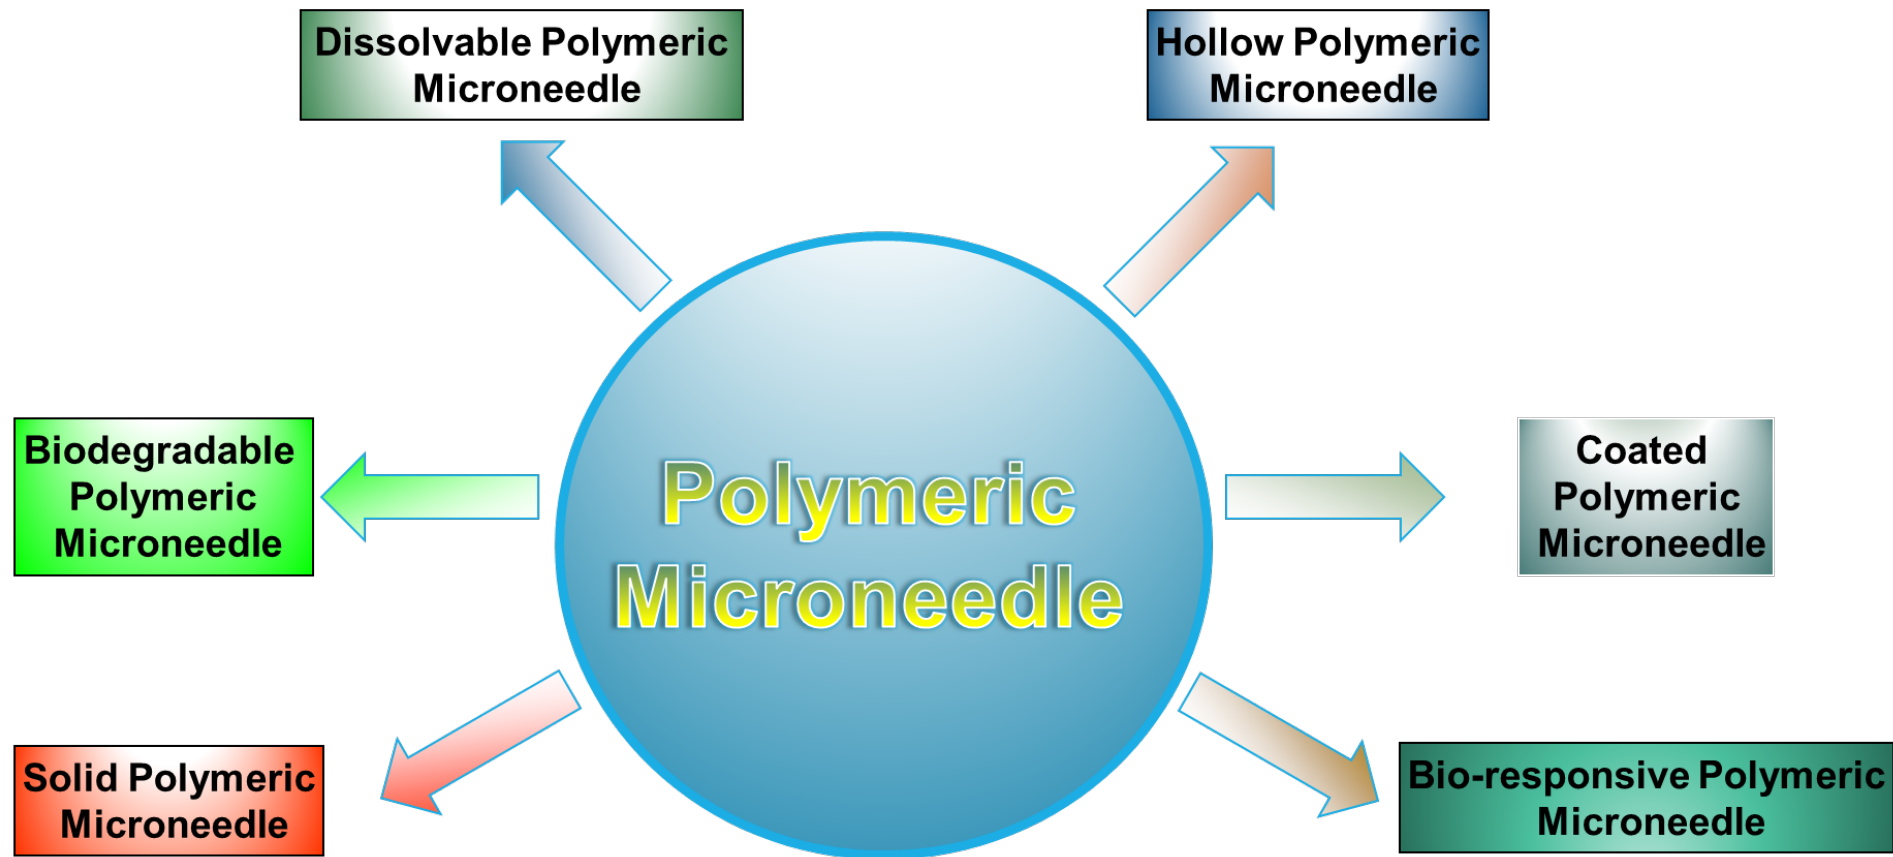 Dissolvable Polymeric
Microneedle
Hollow Polymeric
Microneedle
Biodegradable
Polymeric
Microneedle
Polymeric
Microneedle
Coated
Polymeric
Microneedle
Solid Polymeric
Microneedle
Bio-responsive Polymeric
Microneedle